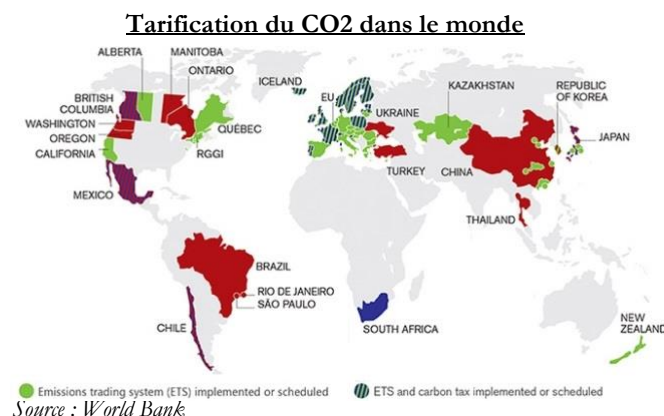 Tarification du CO2 dans le monde
ALBERTA
MANITOBA
ONTARIO
ICELAND
EU
KAZAKHSTAN
REPUBLIC
OF KOREA
BRITISH
COLUMBIA
UKRAINE
WASHINGTON
OREGON
QUÉBEC
JAPAN
CALIFORNIA
RGGI
TURKEY
CHINA
MEXICO
THAILAND
BRAZIL
RIO DE JANEIRO
SÃO PAULO
CHILE
SOUTH AFRICA
NEW
ZEALAND
Emissions trading system (ETS) implemented or scheduled
ETS and carbon tax implemented or scheduled
Source : World Bank